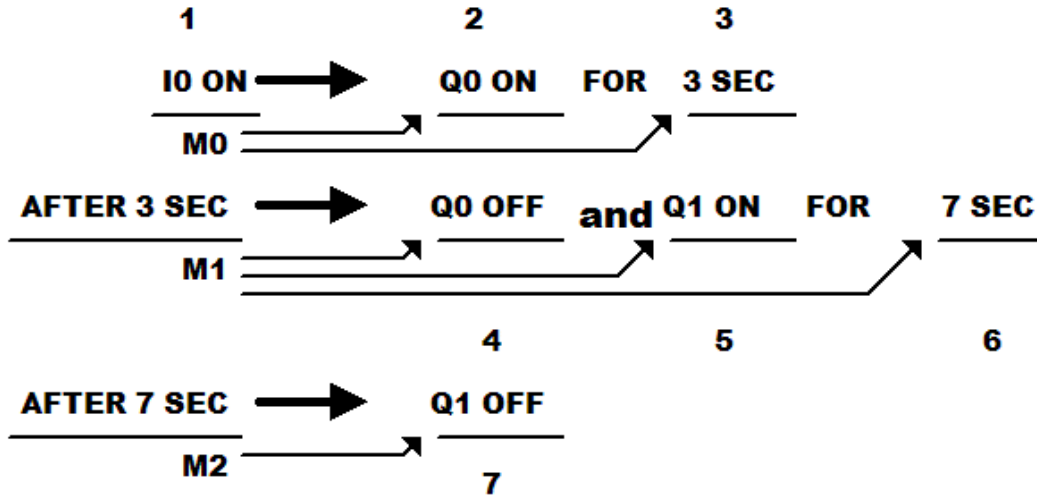 1 2 3
I0 ON Q0 ON FOR 3 SEC
M0
AFTER 3 SEC Q0 OFF and Q1 ON FOR 7 SEC
M1
4 5 6
AFTER 7 SEC Q1 OFF
M2
7